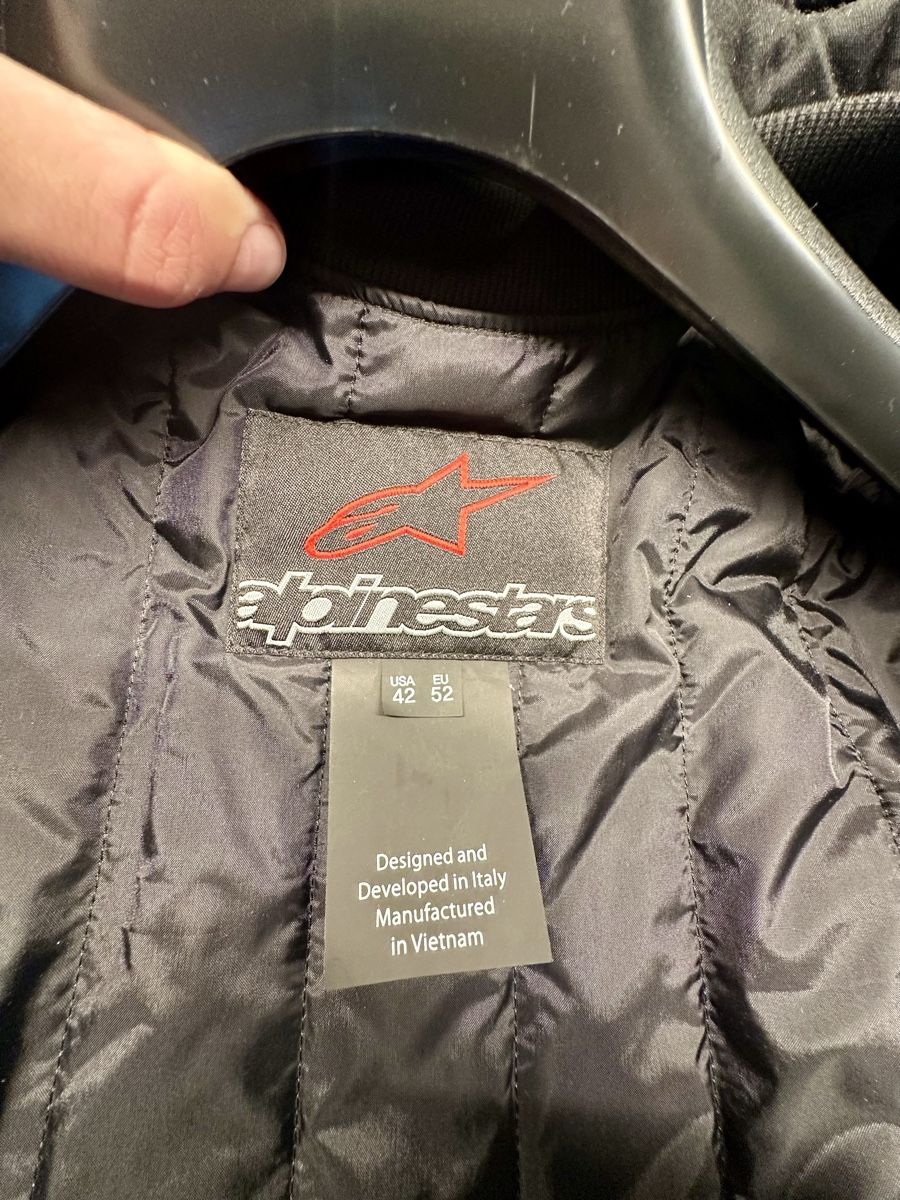 alpinestars
USA EU
42 52
Designed and
Developed in Italy
Manufactured
in Vietnam